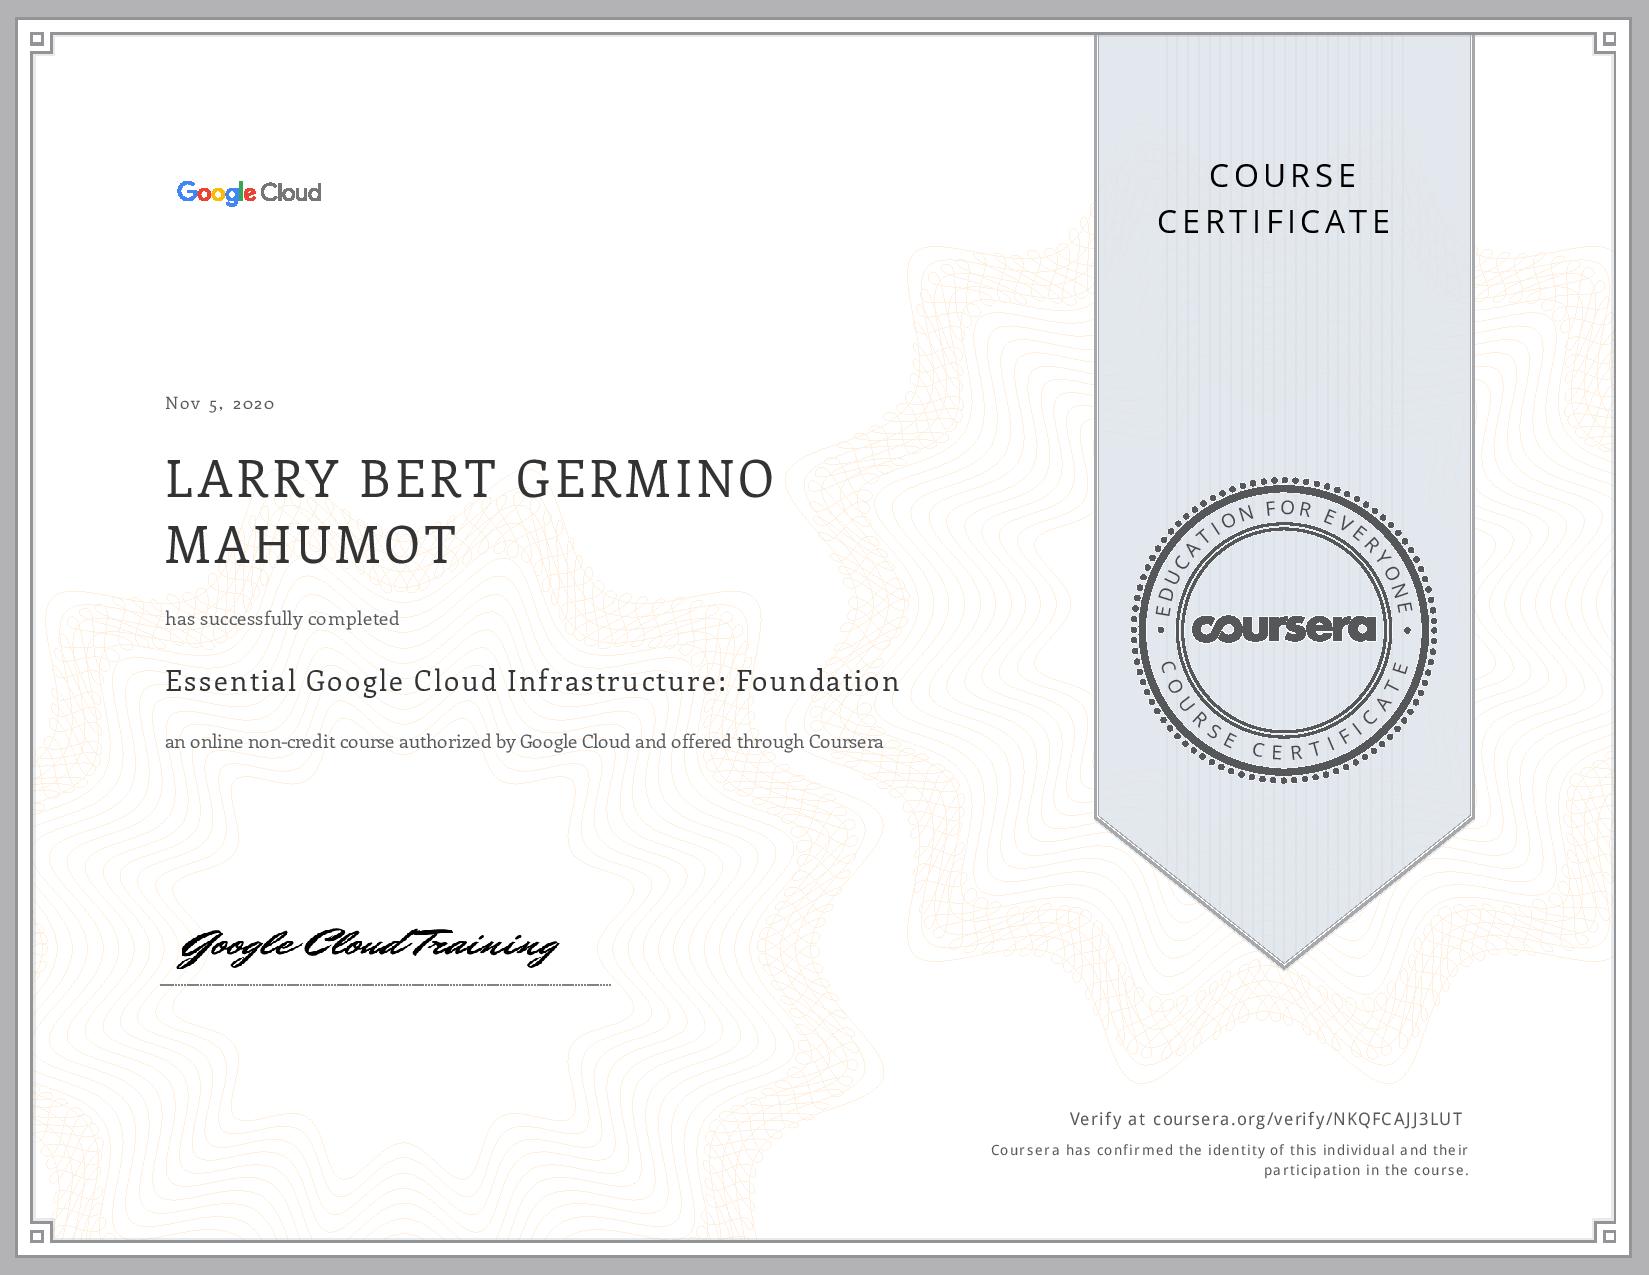 Google Cloud
COURSE
CERTIFICATE
Nov 5, 2020
LARRY BERT GERMINO
MAHUMOT
has successfully completed
Essential Google Cloud Infrastructure: Foundation
an online non-credit course authorized by Google Cloud and offered through Coursera
EDUCATION FOR EVERYONE
coursera
COURSE CERTIFICATE
Google Cloud Training
Verify at coursera.org/verify/NKQFCAJJ3LUT
Coursera has confirmed the identity of this individual and their
participation in the course.